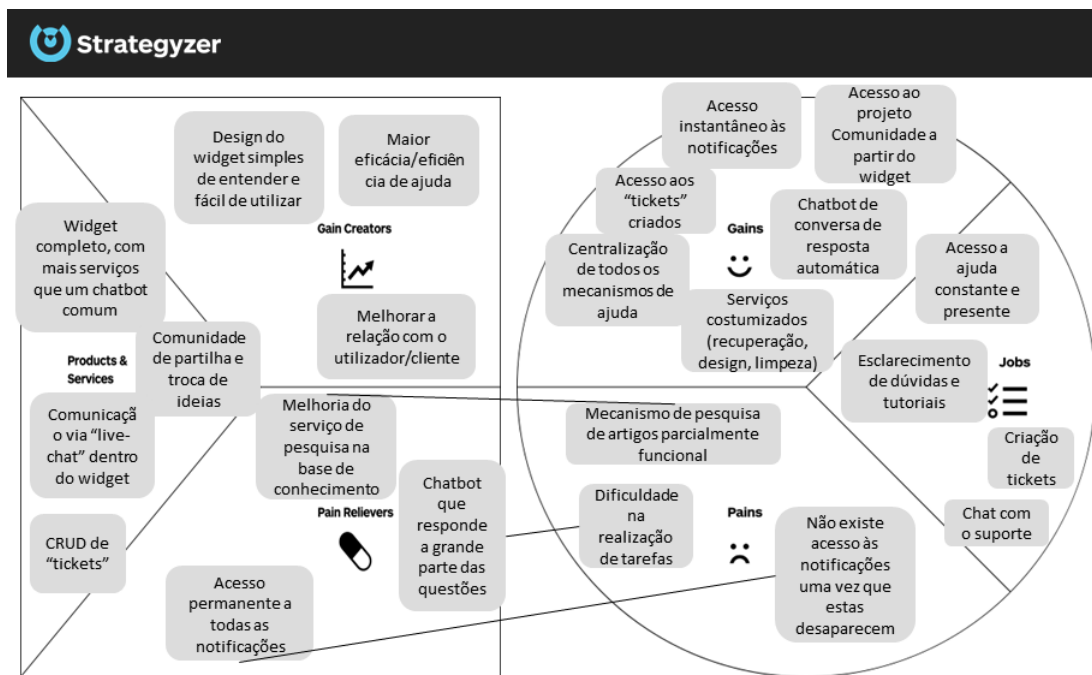 Strategyzer
Design do
widget simples
de entender e
fácil de utilizar
Maior
eficácia/eficiên
cia de ajuda
Gain Creators
Widget
completo, com
mais serviços
que um chatbot
comum
Melhorar a
relação com o
utilizador/cliente
Comunidade
de partilha e
troca de
ideias
Products &
Services
Comunicaçã
o via “live-
chat” dentro
do widget
CRUD de
“tickets”
Melhoria do
serviço de
pesquisa na
base de
conhecimento
Pain Relievers
Chatbot
que
responde
a grande
parte das
questões
Acesso
permanente a
todas as
notificações
Acesso
instantâneo às
notificações
Acesso ao
projeto
Comunidade a
partir do
widget
Acesso aos
“tickets”
criados
Gains
Chatbot de
conversa de
resposta
automática
Centralização
de todos os
mecanismos de
ajuda
Serviços
costumizados
(recuperação,
design, limpeza)
Acesso a
ajuda
constante e
presente
Esclarecimento
de dúvidas e
tutoriais
Jobs
Criação
de
tickets
Chat com
o suporte
Mecanismo de pesquisa
de artigos parcialmente
funcional
Dificuldade
na
realização
de tarefas
Pains
Não existe
acesso às
notificações
uma vez que
estas
desaparecem